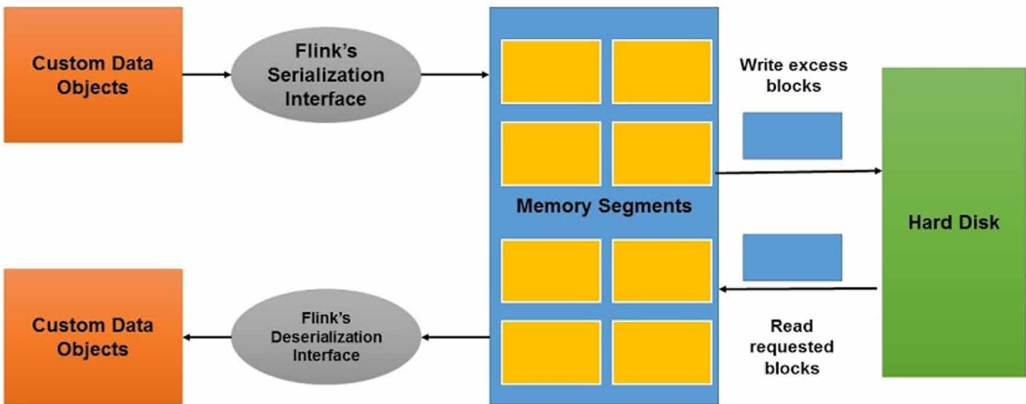 Custom Data
Objects
Flink's
Serialization
Interface
Memory Segments
Write excess
blocks
Hard Disk
Custom Data
Objects
Flink's
Deserialization
Interface
Read
requested
blocks